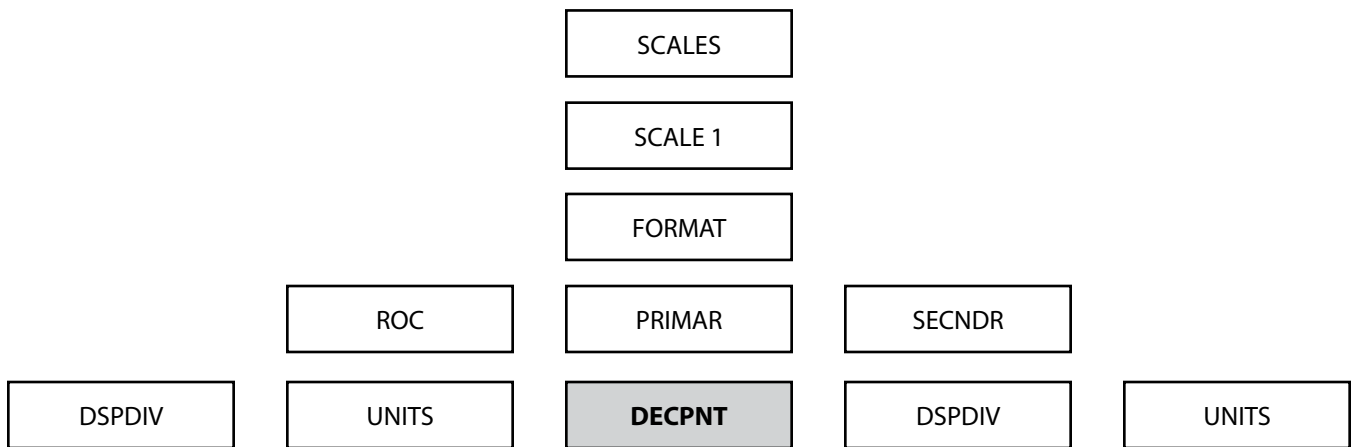 SCALES
SCALE 1
FORMAT
ROC PRIMAR SECNDR
DSPDIV UNITS DECPNT DSPDIV UNITS